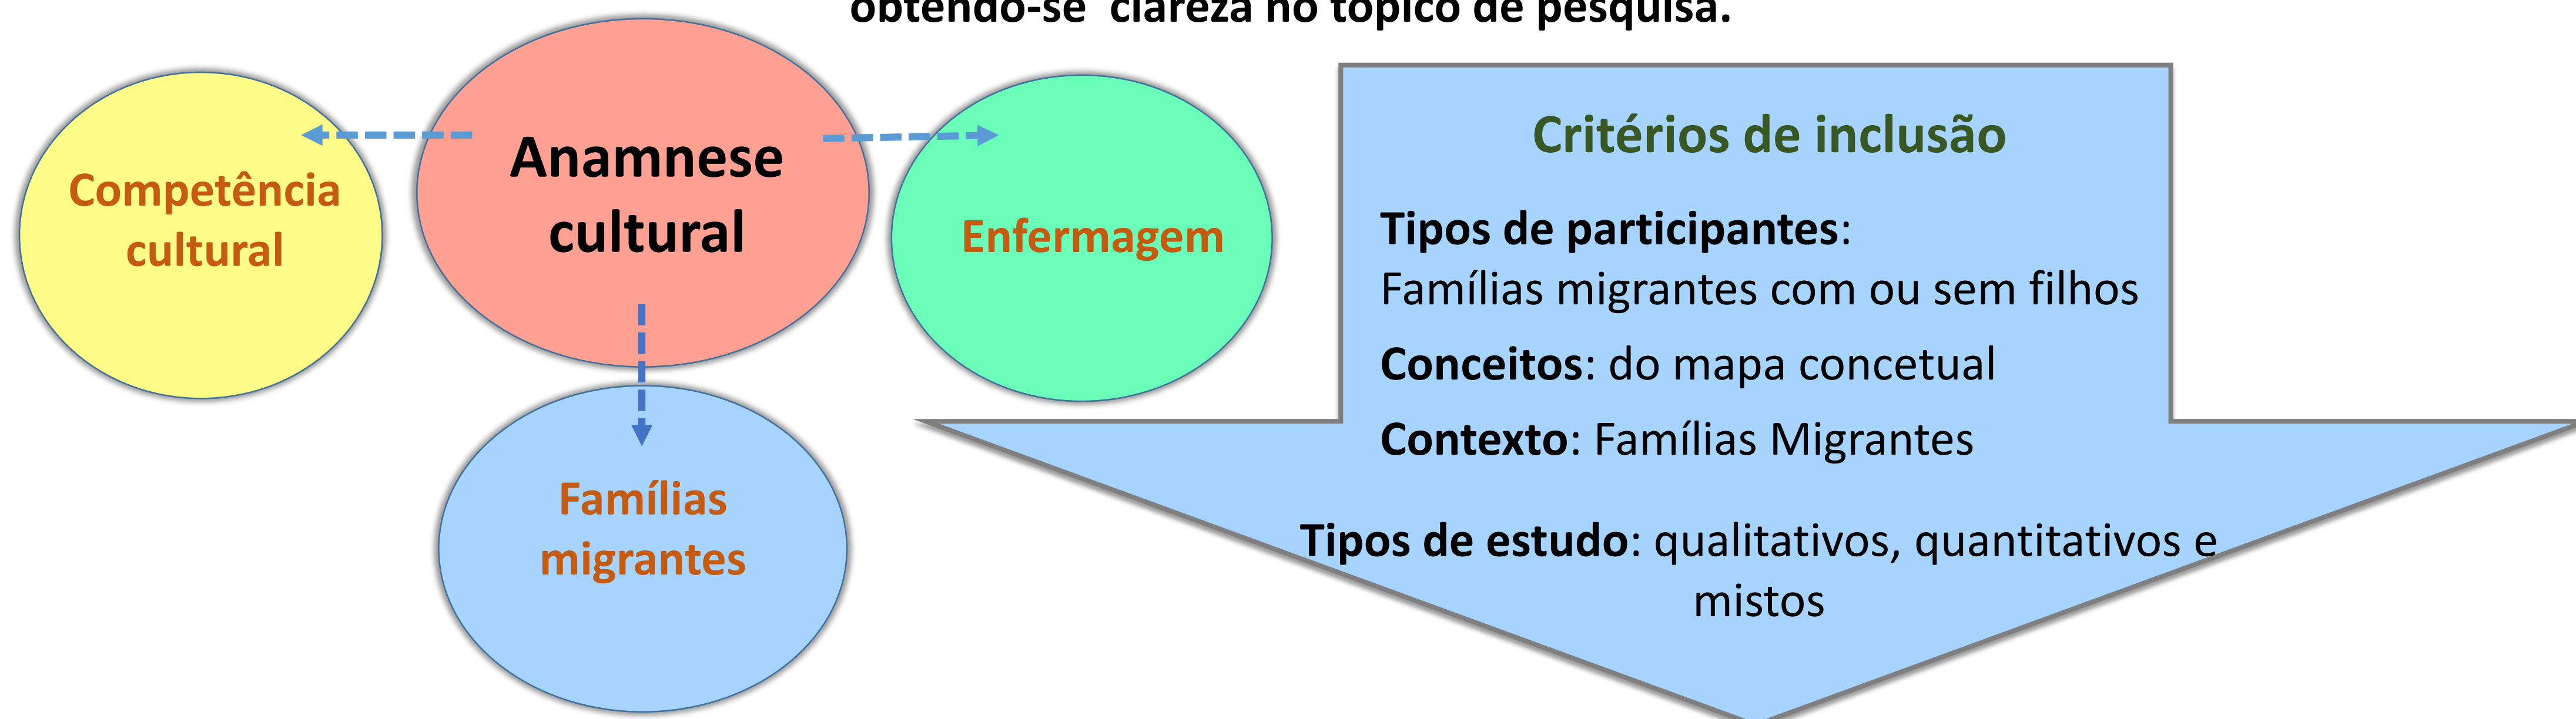 obtendo-se clareza no tópico de pesquisa.
Competência
cultural
Anamnese
cultural
Enfermagem
Famílias
migrantes
Critérios de inclusão
Tipos de participantes:
Famílias migrantes com ou sem filhos
Conceitos: do mapa concetual
Contexto: Famílias Migrantes
Tipos de estudo: qualitativos, quantitativos e
mistos